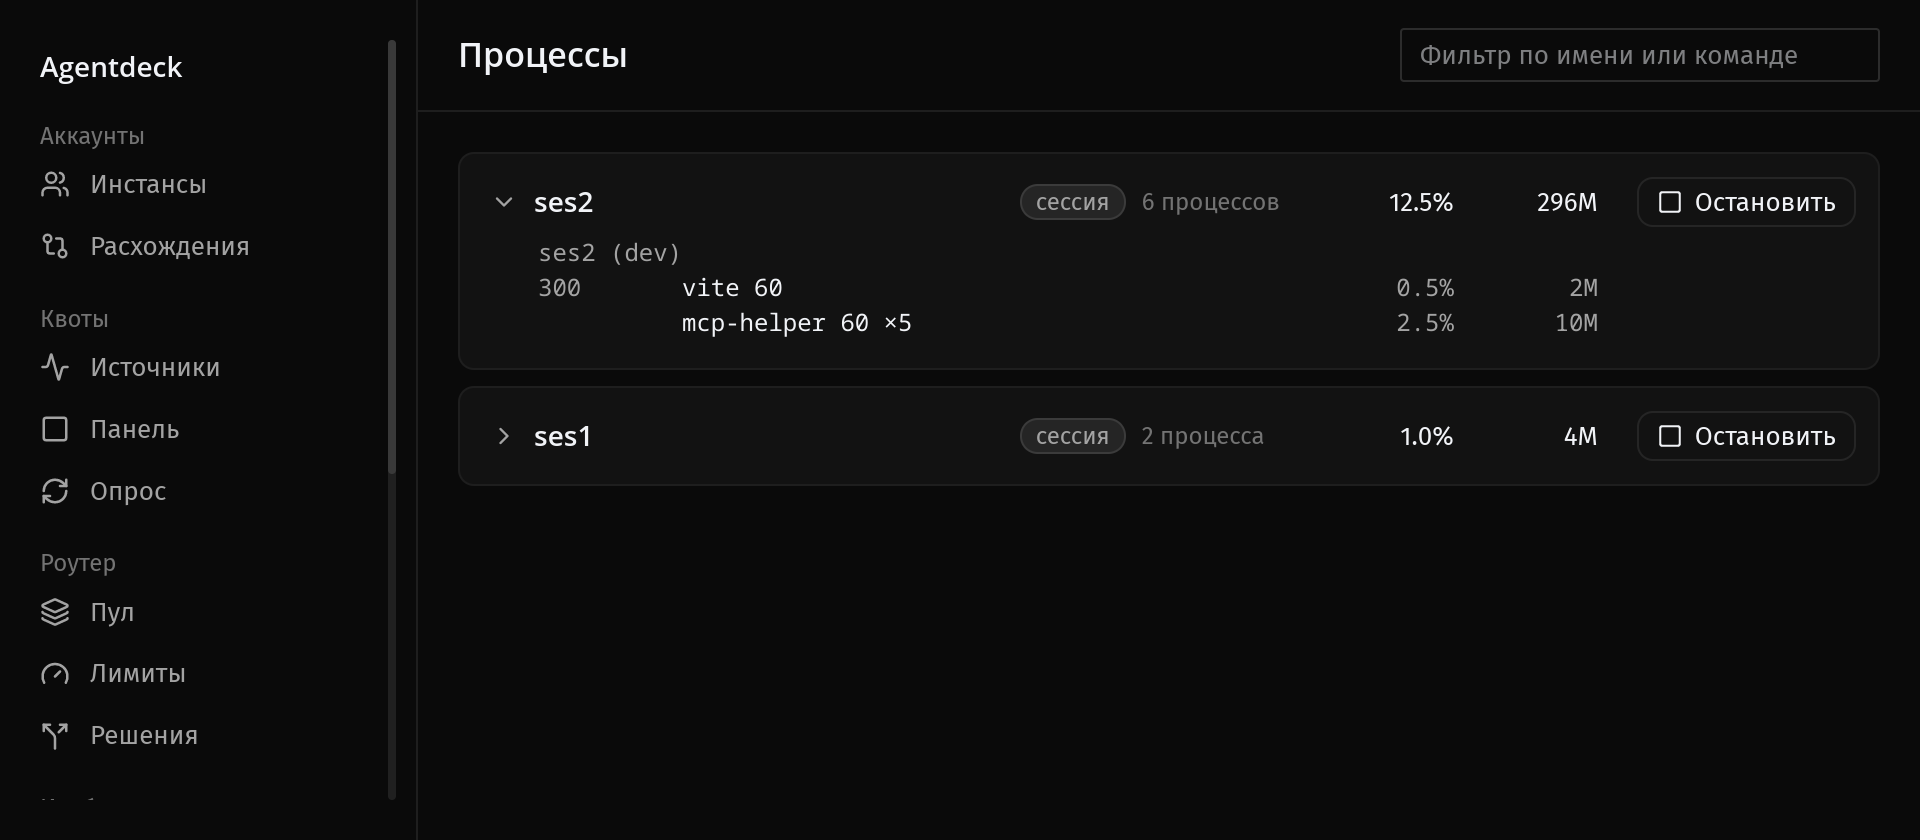 Agentdeck
Аккаунты
Инстансы
Расхождения
Квоты
Источники
Панель
Опрос
Роутер
Пул
Лимиты
Решения
Процессы
Фильтр по имени или команде
ses2 сессия 6 процессов 12.5% 296M Остановить
ses2 (dev)
300 vite 60 0.5% 2M
mcp-helper 60 ×5 2.5% 10M
ses1 сессия 2 процесса 1.0% 4M Остановить